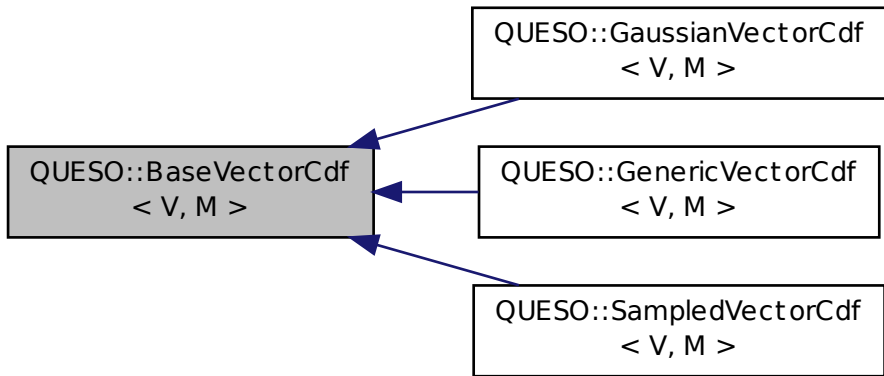 QUESO::GaussianVectorCdf
< V, M >
QUESO::BaseVectorCdf
< V, M >
QUESO::GenericVectorCdf
< V, M >
QUESO::SampledVectorCdf
< V, M >